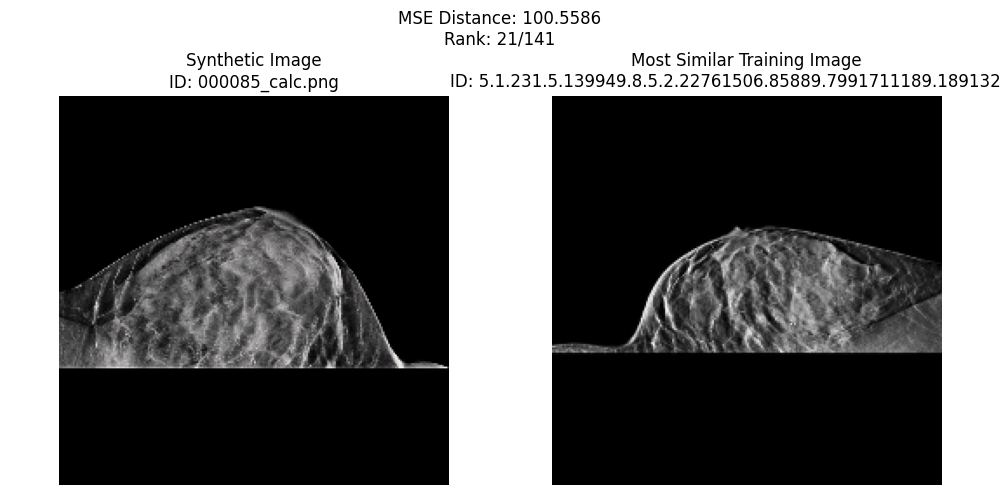 MSE Distance: 100.5586
Rank: 21/141
Synthetic Image
ID: 000085_calc.png
Most Similar Training Image
ID: 5.1.231.5.139949.8.5.2.22761506.85889.7991711189.189132